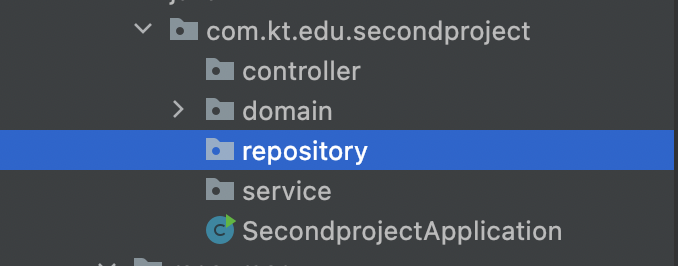 com.kt.edu.secondproject
controller
domain
repository
service
C SecondprojectApplication